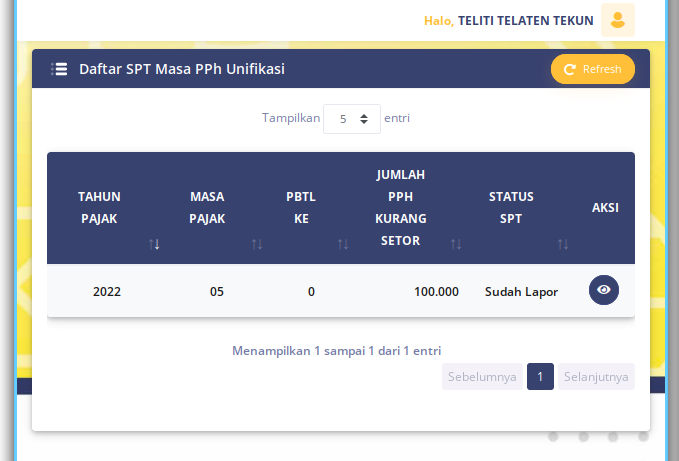 Halo, TELITI TELATEN TEKUN
Daftar SPT Masa PPh Unifikasi
Refresh
Tampilkan 5 entri
TAHUN PAJAK
MASA PAJAK
PBTL KE
JUMLAH PPH KURANG SETOR
STATUS SPT
AKSI
2022 05 0 100.000 Sudah Lapor
Menampilkan 1 sampai 1 dari 1 entri
Sebelumnya 1 Selanjutnya